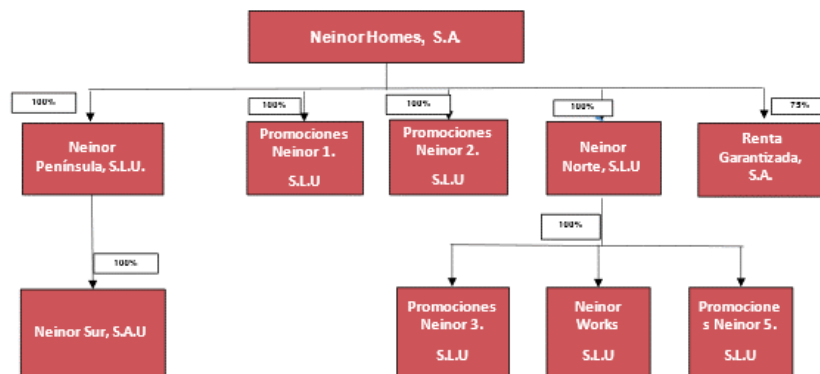 Neinor Homes, S.A.
100%
100%
100%
100%
75%
Neinor
Península, S.L.U.
Promociones
Neinor 1.
S.L.U
Promociones
Neinor 2.
S.L.U
Neinor
Norte, S.L.U
Renta
Garantizada,
S.A.
100%
100%
Neinor Sur, S.A.U
Promociones
Neinor 3.
S.L.U
Neinor
Works
S.L.U
Promocione
s Neinor 5.
S.L.U